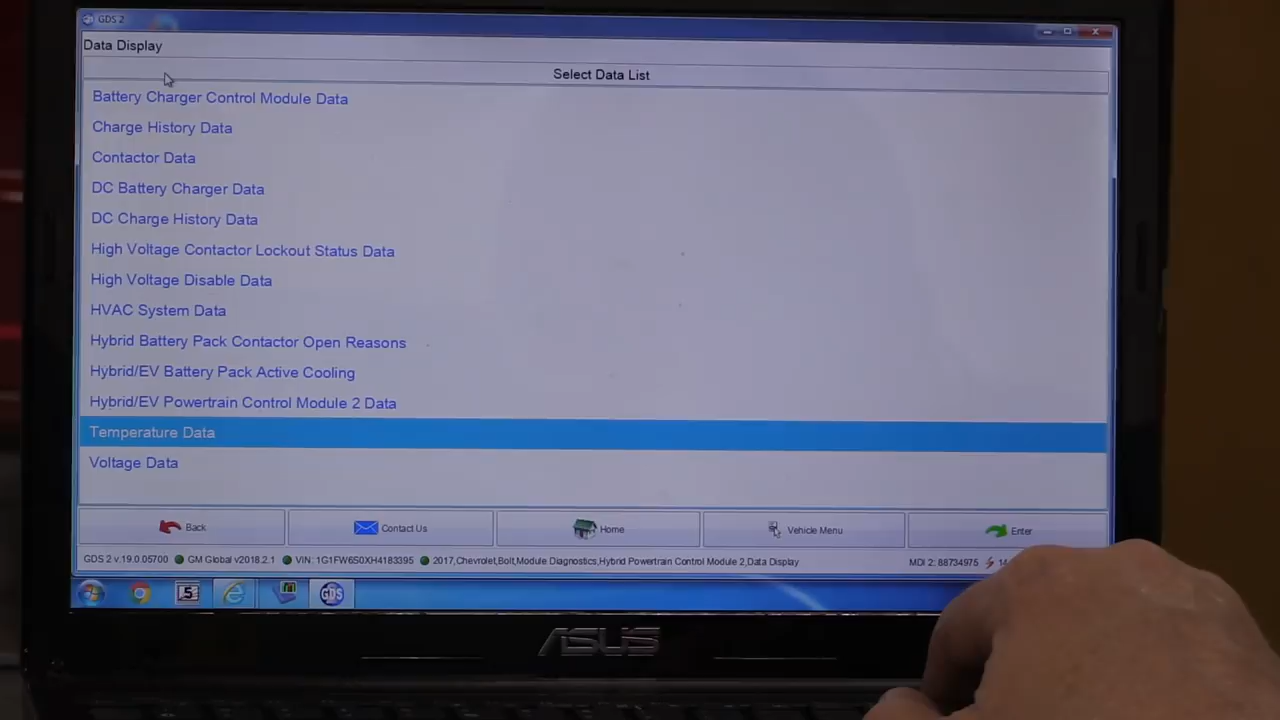 GDS 2
Data Display
Select Data List
Battery Charger Control Module Data
Charge History Data
Contactor Data
DC Battery Charger Data
DC Charge History Data
High Voltage Contactor Lockout Status Data
High Voltage Disable Data
HVAC System Data
Hybrid Battery Pack Contactor Open Reasons
Hybrid/EV Battery Pack Active Cooling
Hybrid/EV Powertrain Control Module 2 Data
Temperature Data
Voltage Data
Back Contact Us Home Vehicle Menu Enter
GDS 2 v.19.0.05700 GM Global v2018.2.1 VIN: 1G1FW6S0XH4183395 2017,Chevrolet,Bolt,Module Diagnostics,Hybrid Powertrain Control Module 2,Data Display MDI 2: 88734975
GDS
ASUS